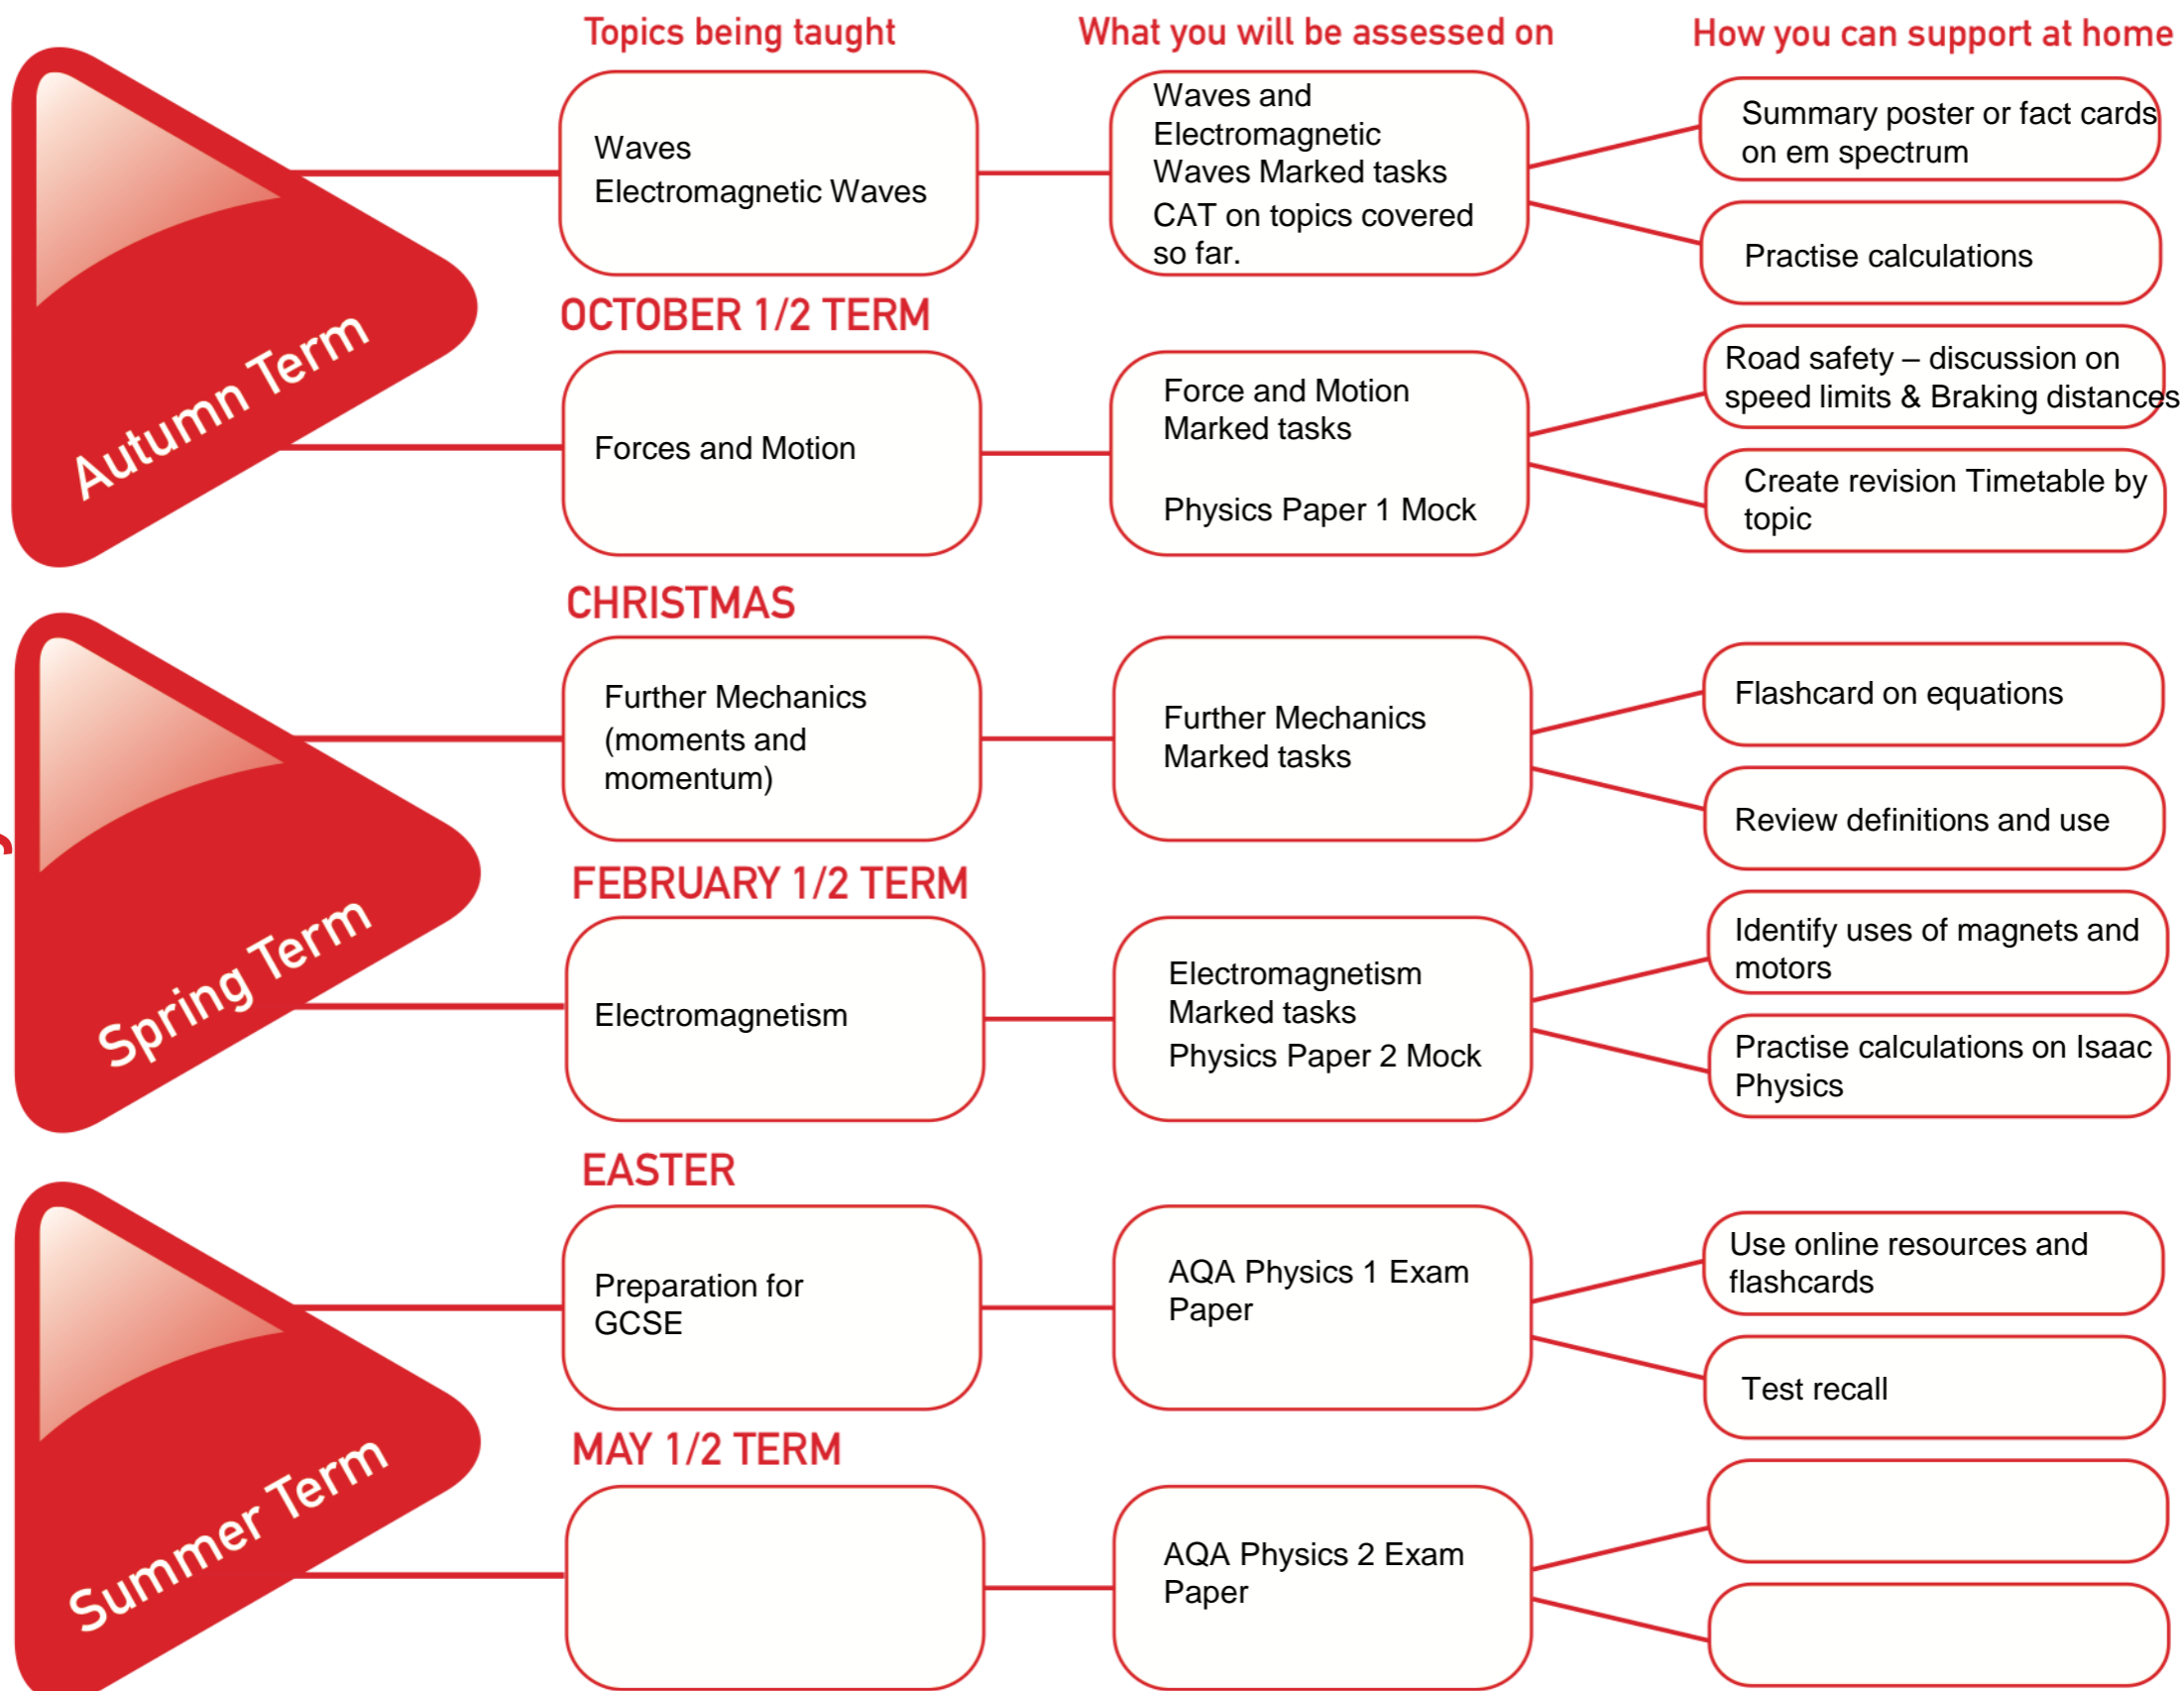 Topics being taught
What you will be assessed on
How you can support at home
Autumn Term
Waves
Electromagnetic Waves
Waves and
Electromagnetic
Waves Marked tasks
CAT on topics covered
so far.
Summary poster or fact cards
on em spectrum
Practise calculations
OCTOBER 1/2 TERM
Forces and Motion
Force and Motion
Marked tasks
Physics Paper 1 Mock
Road safety – discussion on
speed limits & Braking distances
Create revision Timetable by
topic
CHRISTMAS
Spring Term
Further Mechanics
(moments and
momentum)
Further Mechanics
Marked tasks
Flashcard on equations
Review definitions and use
FEBRUARY 1/2 TERM
Electromagnetism
Electromagnetism
Marked tasks
Physics Paper 2 Mock
Identify uses of magnets and
motors
Practise calculations on Isaac
Physics
EASTER
Summer Term
Preparation for
GCSE
AQA Physics 1 Exam
Paper
Use online resources and
flashcards
Test recall
MAY 1/2 TERM
AQA Physics 2 Exam
Paper